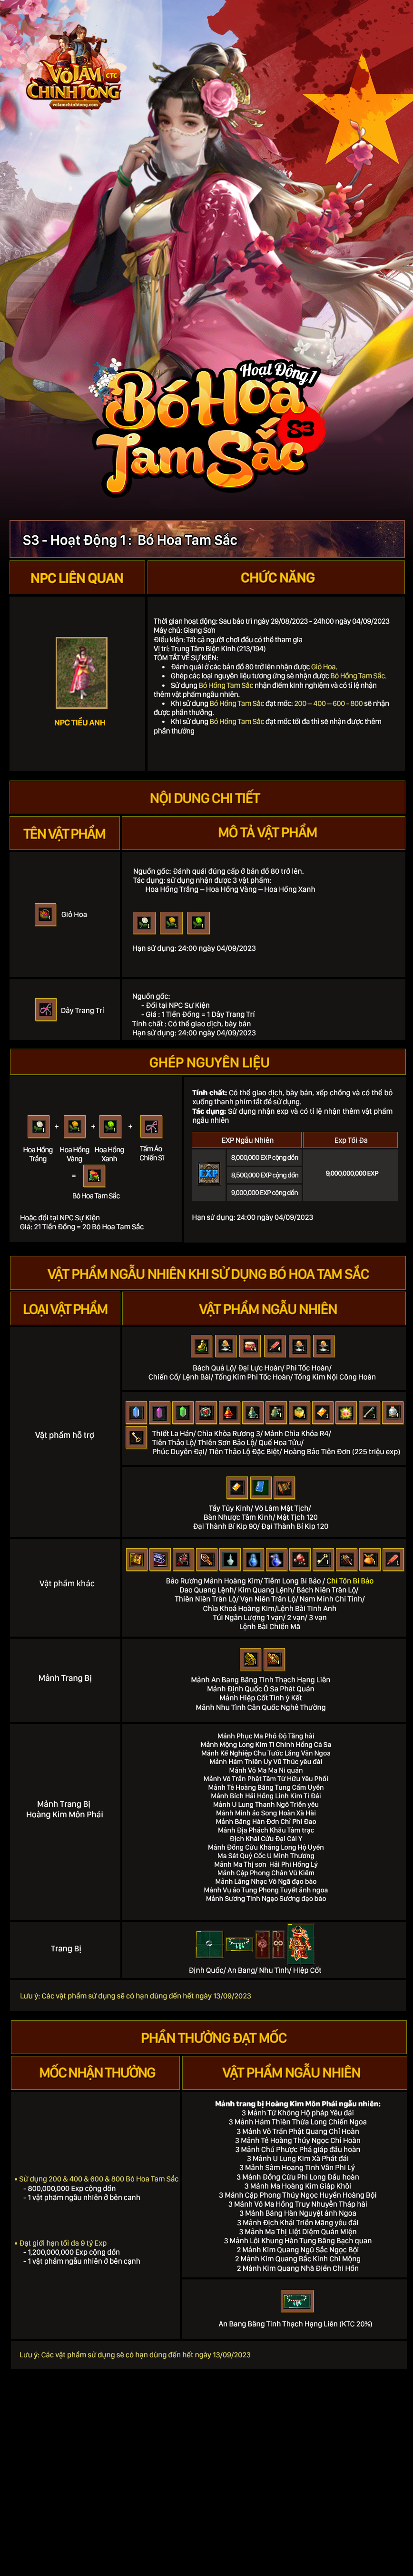 VÕ LÂM
CTC
CHÍNH TÔNG
volamchinhtong.com
Hoạt Động 1
Bó Hoa
Tam Sắc
S3
S3 - Hoạt Động 1 : Bó Hoa Tam Sắc
NPC LIÊN QUAN
CHỨC NĂNG
NPC TIỂU ANH
Thời gian hoạt động: Sau bảo trì ngày 29/08/2023 - 24h00 ngày 04/09/2023
Máy chủ: Giang Sơn
Điều kiện: Tất cả người chơi đều có thể tham gia
Vị trí: Trung Tâm Biện Kinh (213/194)
TÓM TẮT VỀ SỰ KIỆN:
• Đánh quái ở các bản đồ 80 trở lên nhận được Giỏ Hoa.
• Ghép các loại nguyên liệu tương ứng nhận được Bó Hồng Tam Sắc.
• Sử dụng Bó Hồng Tam Sắc nhận điểm kinh nghiệm và có tỉ lệ nhận
thêm vật phẩm ngẫu nhiên.
• Khi sử dụng Bó Hồng Tam Sắc đạt mốc: 200 – 400 – 600 - 800 sẽ nhận
được phần thưởng.
• Khi sử dụng Bó Hồng Tam Sắc đạt mốc tối đa thì sẽ nhận được thêm
phần thưởng
NỘI DUNG CHI TIẾT
TÊN VẬT PHẨM
MÔ TẢ VẬT PHẨM
Giỏ Hoa
Nguồn gốc: Đánh quái đúng cấp ở bản đồ 80 trở lên.
Tác dụng: sử dụng nhận được 3 vật phẩm:
Hoa Hồng Trắng – Hoa Hồng Vàng – Hoa Hồng Xanh
Hạn sử dụng: 24:00 ngày 04/09/2023
Dây Trang Trí
Nguồn gốc:
- Đổi tại NPC Sự Kiện
- Giá : 1 Tiền Đồng = 1 Dây Trang Trí
Tính chất : Có thể giao dịch, bày bán
Hạn sử dụng: 24:00 ngày 04/09/2023
GHÉP NGUYÊN LIỆU
+ + +
Hoa Hồng Trắng
Hoa Hồng Vàng
Hoa Hồng Xanh
Tấm Áo Chiến Sĩ
=
Bó Hoa Tam Sắc
Hoặc đổi tại NPC Sự Kiện
Giá: 21 Tiền Đồng = 20 Bó Hoa Tam Sắc
Tính chất: Có thể giao dịch, bày bán, xếp chồng và có thể bỏ
xuống thanh phím tắt để sử dụng.
Tác dụng: Sử dụng nhận exp và có tỉ lệ nhận thêm vật phẩm
ngẫu nhiên
EXP Ngẫu Nhiên
Exp Tối Đa
EXP
8,000,000 EXP cộng dồn
8,500,000 EXP cộng dồn
9,000,000 EXP cộng dồn
9,000,000,000 EXP
Hạn sử dụng: 24:00 ngày 04/09/2023
VẬT PHẨM NGẪU NHIÊN KHI SỬ DỤNG BÓ HOA TAM SẮC
LOẠI VẬT PHẨM
VẬT PHẨM NGẪU NHIÊN
Vật phẩm hỗ trợ
Bách Quả Lộ/ Đại Lực Hoàn/ Phi Tốc Hoàn/
Chiến Cổ/ Lệnh Bài/ Tống Kim Phi Tốc Hoàn/ Tống Kim Nội Công Hoàn
Thiết La Hán/ Chìa Khóa Rương 3/ Mảnh Chìa Khóa R4/
Tiên Thảo Lộ/ Thiên Sơn Bảo Lộ/ Quế Hoa Tửu/
Phúc Duyên Đại/ Tiên Thảo Lộ Đặc Biệt/ Hoàng Bảo Tiên Đơn (225 triệu exp)
Tẩy Tủy Kinh/ Võ Lâm Mật Tịch/
Bàn Nhược Tâm Kinh/ Mật Tịch 120
Đại Thành Bí Kíp 90/ Đại Thành Bí Kíp 120
Vật phẩm khác
Bảo Rương Mảnh Hoàng Kim/ Tiềm Long Bí Bảo / Chí Tôn Bí Bảo
Dao Quang Lệnh/ Kim Quang Lệnh/ Bách Niên Trân Lộ/
Thiên Niên Trân Lộ/ Vạn Niên Trân Lộ/ Nam Minh Chi Tinh/
Chìa Khoá Hoàng Kim/Lệnh Bài Tinh Anh
Túi Ngân Lượng 1 vạn/ 2 vạn/ 3 vạn
Lệnh Bài Chiến Mã
Mảnh Trang Bị
Mảnh An Bang Băng Tinh Thạch Hạng Liên
Mảnh Định Quốc Ô Sa Phát Quán
Mảnh Hiệp Cốt Tình ý Kết
Mảnh Nhu Tình Cân Quốc Nghê Thường
Mảnh Trang Bị
Hoàng Kim Môn Phái
Mảnh Phục Ma Phổ Độ Tăng hài
Mảnh Mộng Long Kim Ti Chính Hồng Cà Sa
Mảnh Kế Nghiệp Chu Tước Lăng Vân Ngoa
Mảnh Hám Thiên Uy Vũ Thúc yêu đái
Mảnh Vô Ma Ma Ni quán
Mảnh Vô Trần Phật Tâm Từ Hữu Yêu Phối
Mảnh Tê Hoàng Băng Tung Cẩm Uyển
Mảnh Bích Hải Hồng Linh Kim Ti Đái
Mảnh U Lung Thanh Ngô Triền yêu
Mảnh Minh ảo Song Hoàn Xà Hài
Mảnh Băng Hàn Đơn Chỉ Phi Đao
Mảnh Địa Phách Khấu Tâm trạc
Địch Khái Cửu Đại Cái Y
Mảnh Đồng Cừu Kháng Long Hộ Uyển
Ma Sát Quỷ Cốc U Minh Thương
Mảnh Ma Thị sơn Hải Phi Hồng Lý
Mảnh Cập Phong Chân Vũ Kiếm
Mảnh Lăng Nhạc Vô Ngã đạo bào
Mảnh Vụ ảo Tung Phong Tuyết ảnh ngoa
Mảnh Sương Tinh Ngạo Sương đạo bào
Trang Bị
Định Quốc/ An Bang/ Nhu Tình/ Hiệp Cốt
Lưu ý: Các vật phẩm sử dụng sẽ có hạn dùng đến hết ngày 13/09/2023
PHẦN THƯỞNG ĐẠT MỐC
MỐC NHẬN THƯỞNG
VẬT PHẨM NGẪU NHIÊN
• Sử dụng 200 & 400 & 600 & 800 Bó Hoa Tam Sắc
- 800,000,000 Exp cộng dồn
- 1 vật phẩm ngẫu nhiên ở bên cạnh
• Đạt giới hạn tối đa 9 tỷ Exp
- 1,200,000,000 Exp cộng dồn
- 1 vật phẩm ngẫu nhiên ở bên cạnh
Mảnh trang bị Hoàng Kim Môn Phái ngẫu nhiên:
3 Mảnh Tứ Không Hộ pháp Yêu đái
3 Mảnh Hám Thiên Thừa Long Chiến Ngoa
3 Mảnh Vô Trần Phật Quang Chỉ Hoàn
3 Mảnh Tê Hoàng Thúy Ngọc Chỉ Hoàn
3 Mảnh Chú Phược Phá giáp đầu hoàn
3 Mảnh U Lung Kim Xà Phát đái
3 Mảnh Sâm Hoang Tinh Vẫn Phi Lý
3 Mảnh Đồng Cừu Phi Long Đầu hoàn
3 Mảnh Ma Hoàng Kim Giáp Khôi
3 Mảnh Cập Phong Thúy Ngọc Huyền Hoàng Bội
3 Mảnh Vô Ma Hồng Truy Nhuyễn Tháp hài
3 Mảnh Băng Hàn Nguyệt ảnh Ngoa
3 Mảnh Địch Khái Triền Mãng yêu đái
3 Mảnh Ma Thị Liệt Diệm Quán Miện
3 Mảnh Lôi Khung Hàn Tung Băng Bạch quan
2 Mảnh Kim Quang Ngũ Sắc Ngọc Bội
2 Mảnh Kim Quang Bắc Kinh Chi Mộng
2 Mảnh Kim Quang Nhã Điển Chi Hồn
An Bang Băng Tinh Thạch Hạng Liên (KTC 20%)
Lưu ý: Các vật phẩm sử dụng sẽ có hạn dùng đến hết ngày 13/09/2023